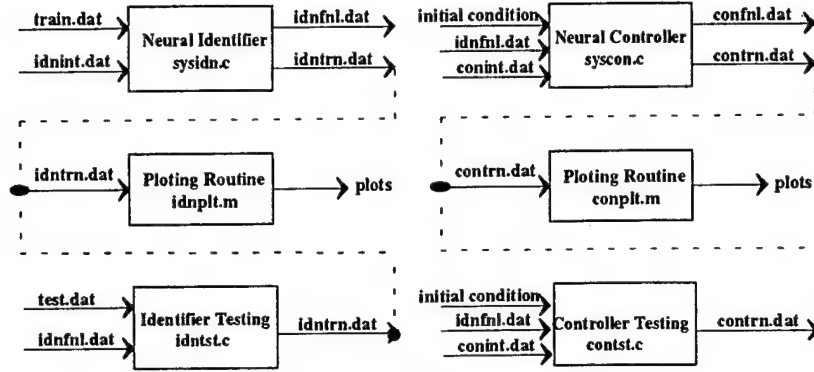 train.dat
idnint.dat
Neural Identifier
sysidn.c
idnfnl.dat
idntrn.dat
initial condition
idnfnl.dat
conint.dat
Neural Controller
syscon.c
confnl.dat
contrn.dat
idntrn.dat
Ploting Routine
idnplt.m
plots
contrn.dat
Ploting Routine
conplt.m
plots
test.dat
idnfnl.dat
Identifier Testing
idntst.c
idntrn.dat
initial condition
idnfnl.dat
conint.dat
Controller Testing
contst.c
contrn.dat